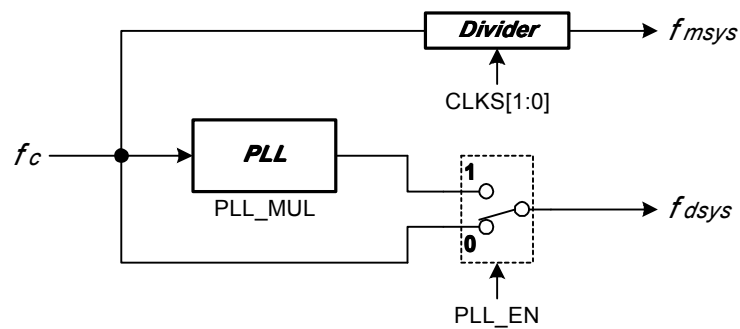 Divider
f msys
CLKS[1:0]
f c
PLL
PLL_MUL
1
0
f dsys
PLL_EN